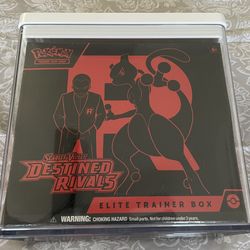 POKÉMON
SCARLET & VIOLET
DESTINED RIVALS
ELITE TRAINER BOX
WARNING: CHOKING HAZARD Small parts. Not for children under 3 years.